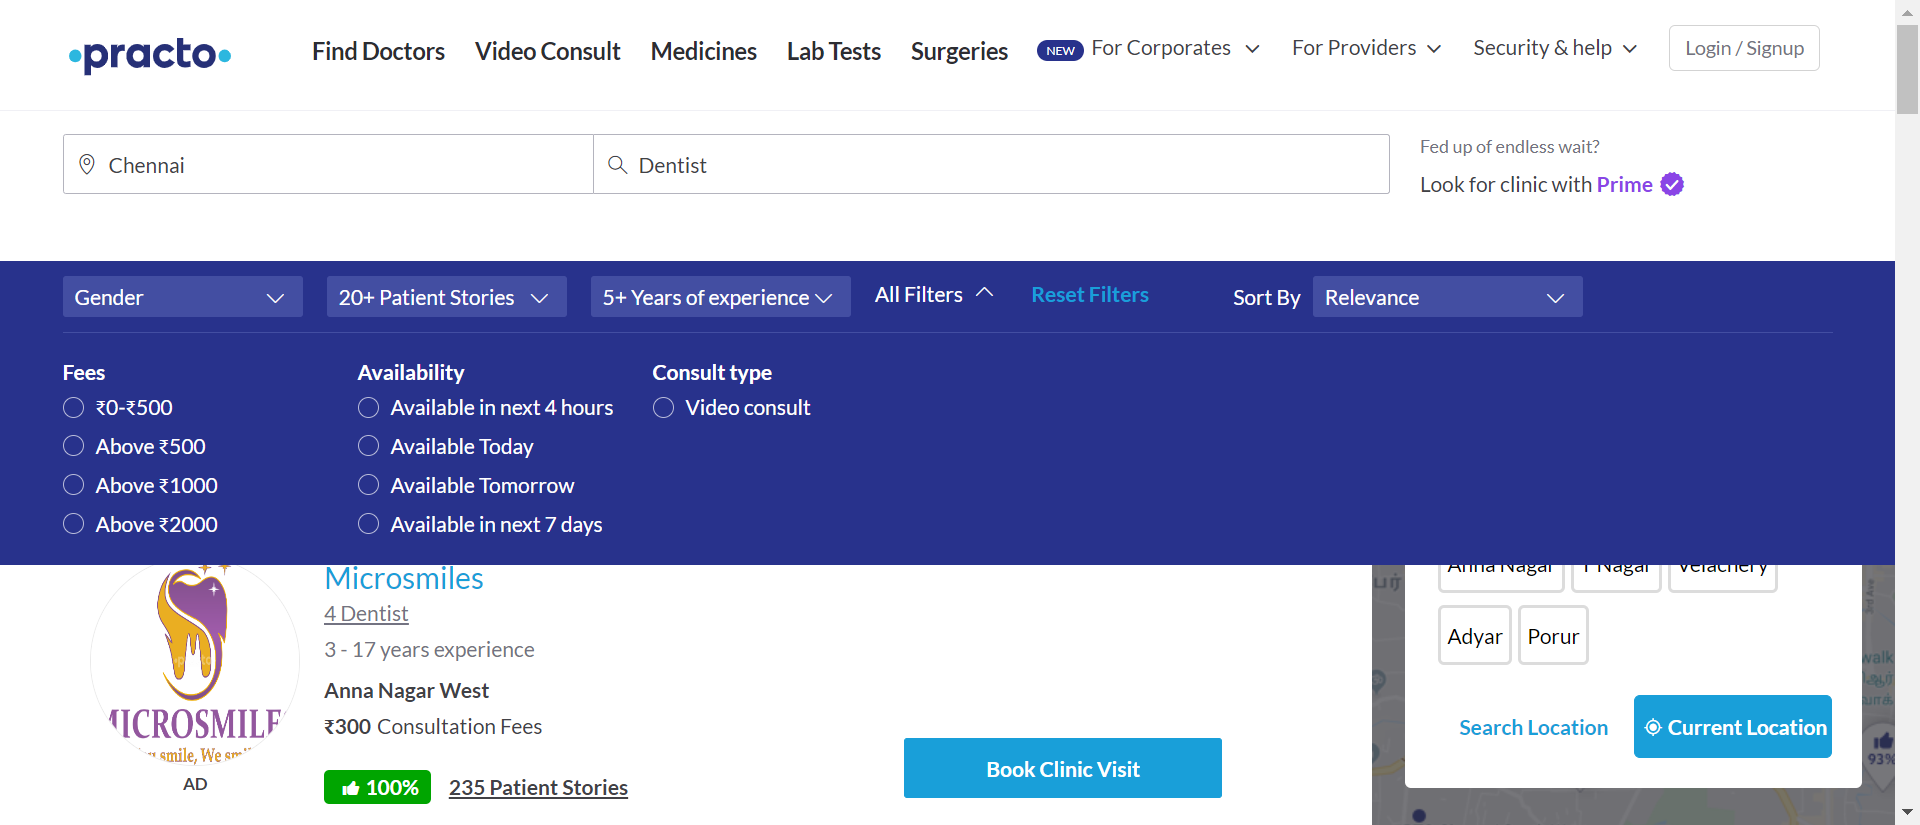 practo
Find Doctors
Video Consult
Medicines
Lab Tests
Surgeries
NEW For Corporates
For Providers
Security & help
Login / Signup
Chennai
Dentist
Fed up of endless wait?
Look for clinic with Prime
Gender
20+ Patient Stories
5+ Years of experience
All Filters
Reset Filters
Sort By
Relevance
Fees
₹0-₹500
Above ₹500
Above ₹1000
Above ₹2000
Availability
Available in next 4 hours
Available Today
Available Tomorrow
Available in next 7 days
Consult type
Video consult
Microsmiles
4 Dentist
3 - 17 years experience
Anna Nagar West
₹300 Consultation Fees
100%
235 Patient Stories
AD
Book Clinic Visit
Anna Nagar
T Nagar
Velachery
Adyar
Porur
Search Location
Current Location
3rd Ave
walk
93%